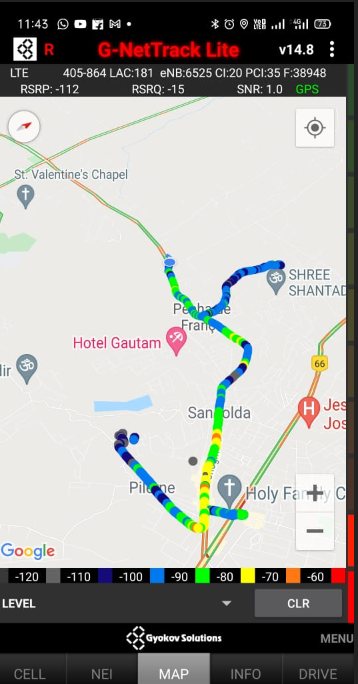 11:43
4G
73
R G-NetTrack Lite v14.8
LTE 405-864 LAC:181 eNB:6525 CI:20 PCI:35 F:38948
RSRP: -112 RSRQ: -15 SNR: 1.0 GPS
St. Valentine's Chapel
SHREE
SHANTAD
Franç
Hotel Gautam
66
Jes
Jos
Sangolda
Pilerne
Holy Family C
+
−
Google
-120 -110 -100 -90 -80 -70 -60
LEVEL CLR
Gyokov Solutions MENU
CELL NEI MAP INFO DRIVE